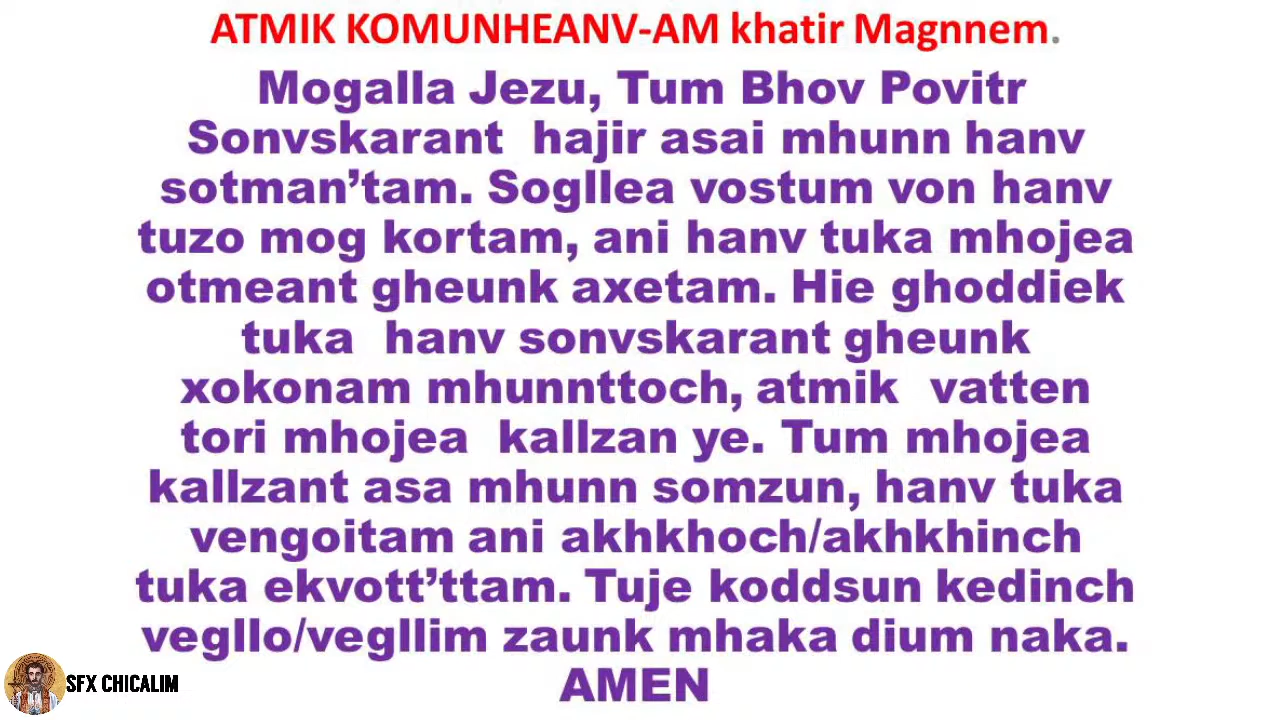 ATMIK KOMUNHEANV-AM khatir Magnnem.
Mogalla Jezu, Tum Bhov Povitr
Sonvskarant hajir asai mhunn hanv
sotman’tam. Sogllea vostum von hanv
tuzo mog kortam, ani hanv tuka mhojea
otmeant gheunk axetam. Hie ghoddiek
tuka hanv sonvskarant gheunk
xokonam mhunnttoch, atmik vatten
tori mhojea kallzan ye. Tum mhojea
kallzant asa mhunn somzun, hanv tuka
vengoitam ani akhkhoch/akhkhinch
tuka ekvott’ttam. Tuje koddsun kedinch
vegllo/vegllim zaunk mhaka dium naka.
AMEN
SFX CHICALIM